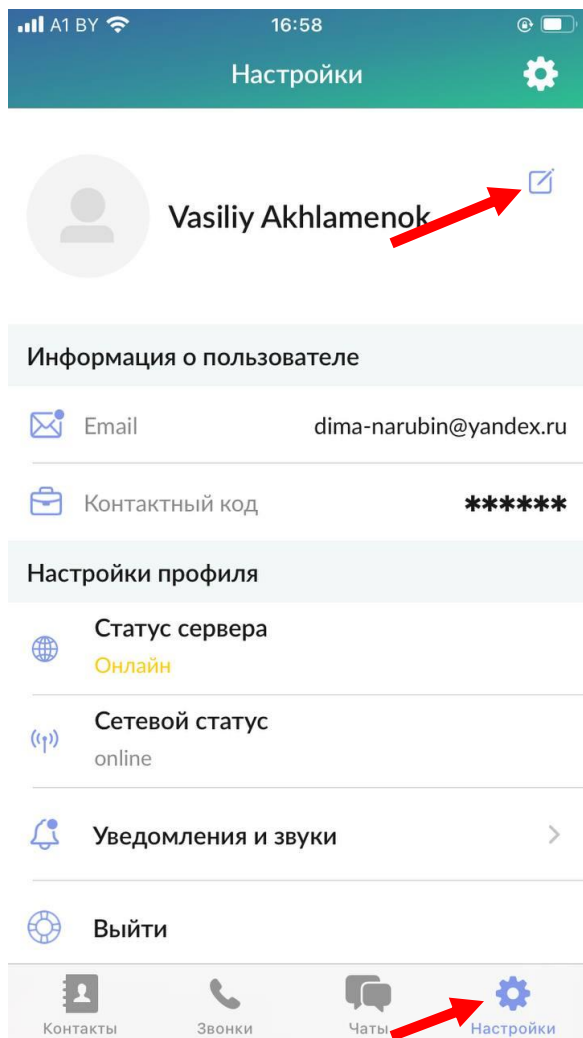 A1 BY 16:58
Настройки
Vasiliy Akhlamenok
Информация о пользователе
Email dima-narubin@yandex.ru
Контактный код ******
Настройки профиля
Статус сервера
Онлайн
Сетевой статус
online
Уведомления и звуки
Выйти
Контакты Звонки Чаты Настройки